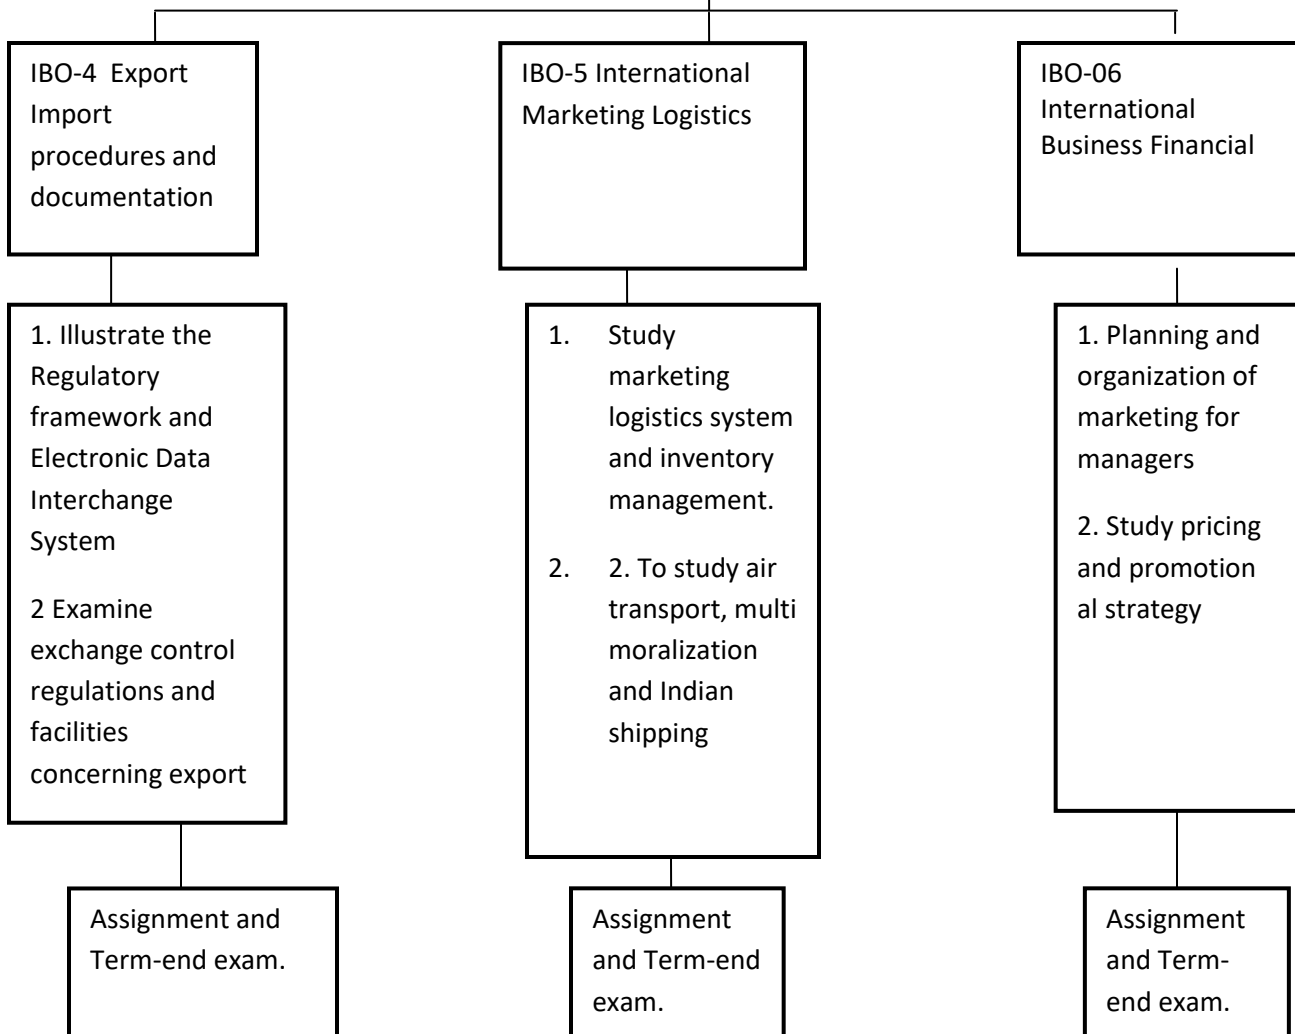 IBO-4  Export
Import
procedures and
documentation
IBO-5 International
Marketing Logistics
IBO-06
International
Business Financial
1. Illustrate the
Regulatory
framework and
Electronic Data
Interchange
System
2 Examine
exchange control
regulations and
facilities
concerning export
1. Study
marketing
logistics system
and inventory
management.
2. 2. To study air
transport, multi
moralization
and Indian
shipping
1. Planning and
organization of
marketing for
managers
2. Study pricing
and promotion
al strategy
Assignment and
Term-end exam.
Assignment
and Term-end
exam.
Assignment
and Term-
end exam.